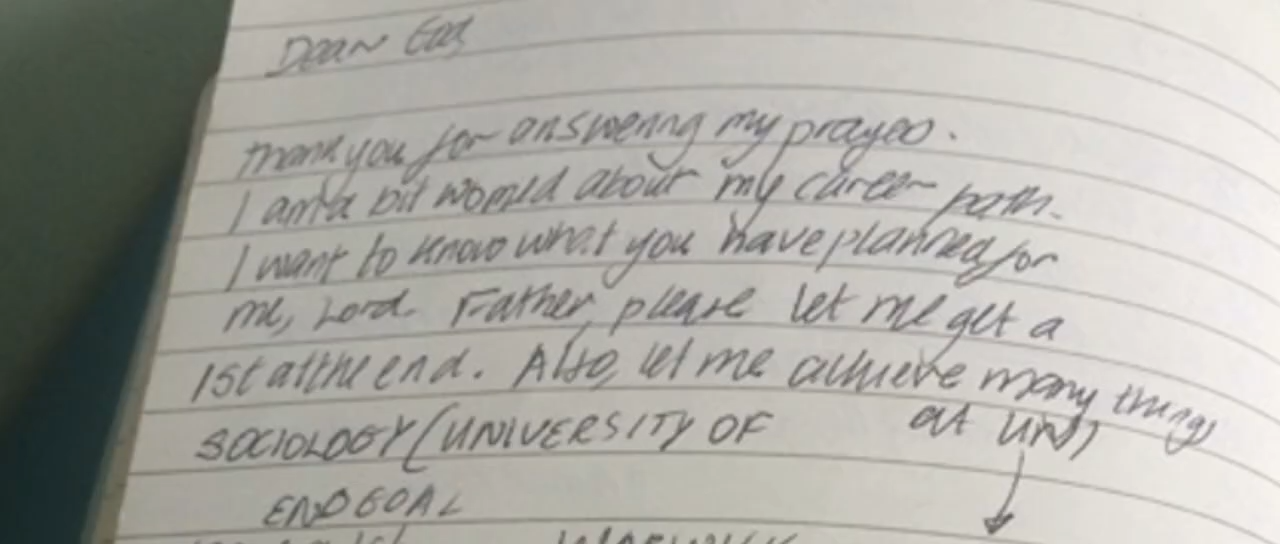 Dear God
Thank you for answering my prayers.
I am a bit worried about my career path.
I want to know what you have planned for
me, Lord. Father, please let me get a
1st at the end. Also, let me achieve many things
at uni
SOCIOLOGY (UNIVERSITY OF
END GOAL
WARWICK